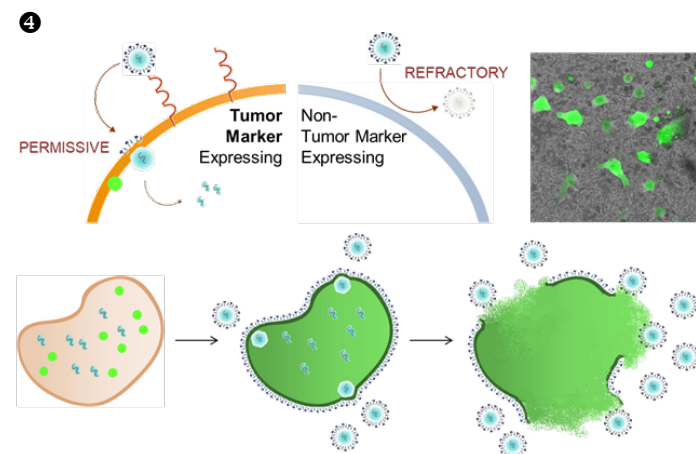 ❹
REFRACTORY
PERMISSIVE
Tumor
Marker
Expressing
Non-
Tumor Marker
Expressing